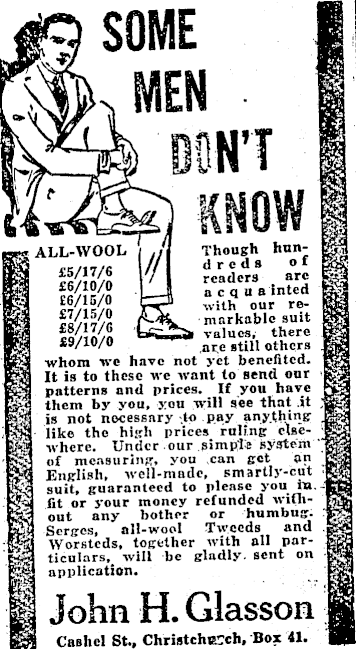 SOME
MEN
DON'T
KNOW
ALL-WOOL
£5/17/6
£6/10/0
£6/15/0
£7/15/0
£8/17/6
£9/10/0
Though hun-
dreds of
readers are
acquainted
with our re-
markable suit
values, there
are still others
whom we have not yet benefited.
It is to these we want to send our
patterns and prices. If you have
them by you, you will see that it
is not necessary to pay anything
like the high prices ruling else-
where. Under our simple system
of measuring, you can get an
English, well-made, smartly-cut
suit, guaranteed to please you in
fit or your money refunded with-
out any bother or humbug.
Serges, all-wool Tweeds and
Worsteds, together with all par-
ticulars, will be gladly sent on
application.
John H. Glasson
Cashel St., Christchurch, Box 41.